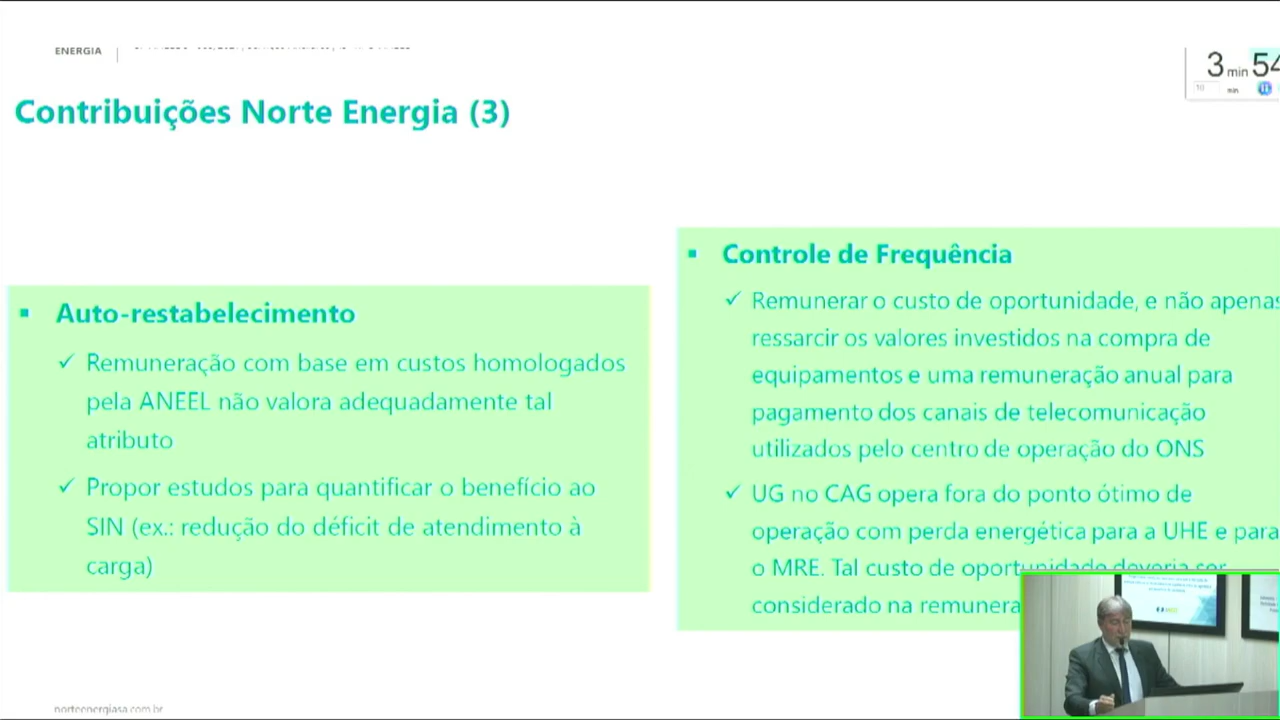 ENERGIA
3 min 54
10 min
Contribuições Norte Energia (3)
Auto-restabelecimento
✓ Remuneração com base em custos homologados
pela ANEEL não valora adequadamente tal
atributo
✓ Propor estudos para quantificar o benefício ao
SIN (ex.: redução do déficit de atendimento à
carga)
Controle de Frequência
✓ Remunerar o custo de oportunidade, e não apenas
ressarcir os valores investidos na compra de
equipamentos e uma remuneração anual para
pagamento dos canais de telecomunicação
utilizados pelo centro de operação do ONS
✓ UG no CAG opera fora do ponto ótimo de
operação com perda energética para a UHE e para
o MRE. Tal custo de oportunidade deveria ser
considerado na remunera
norteenergiasa.com.br